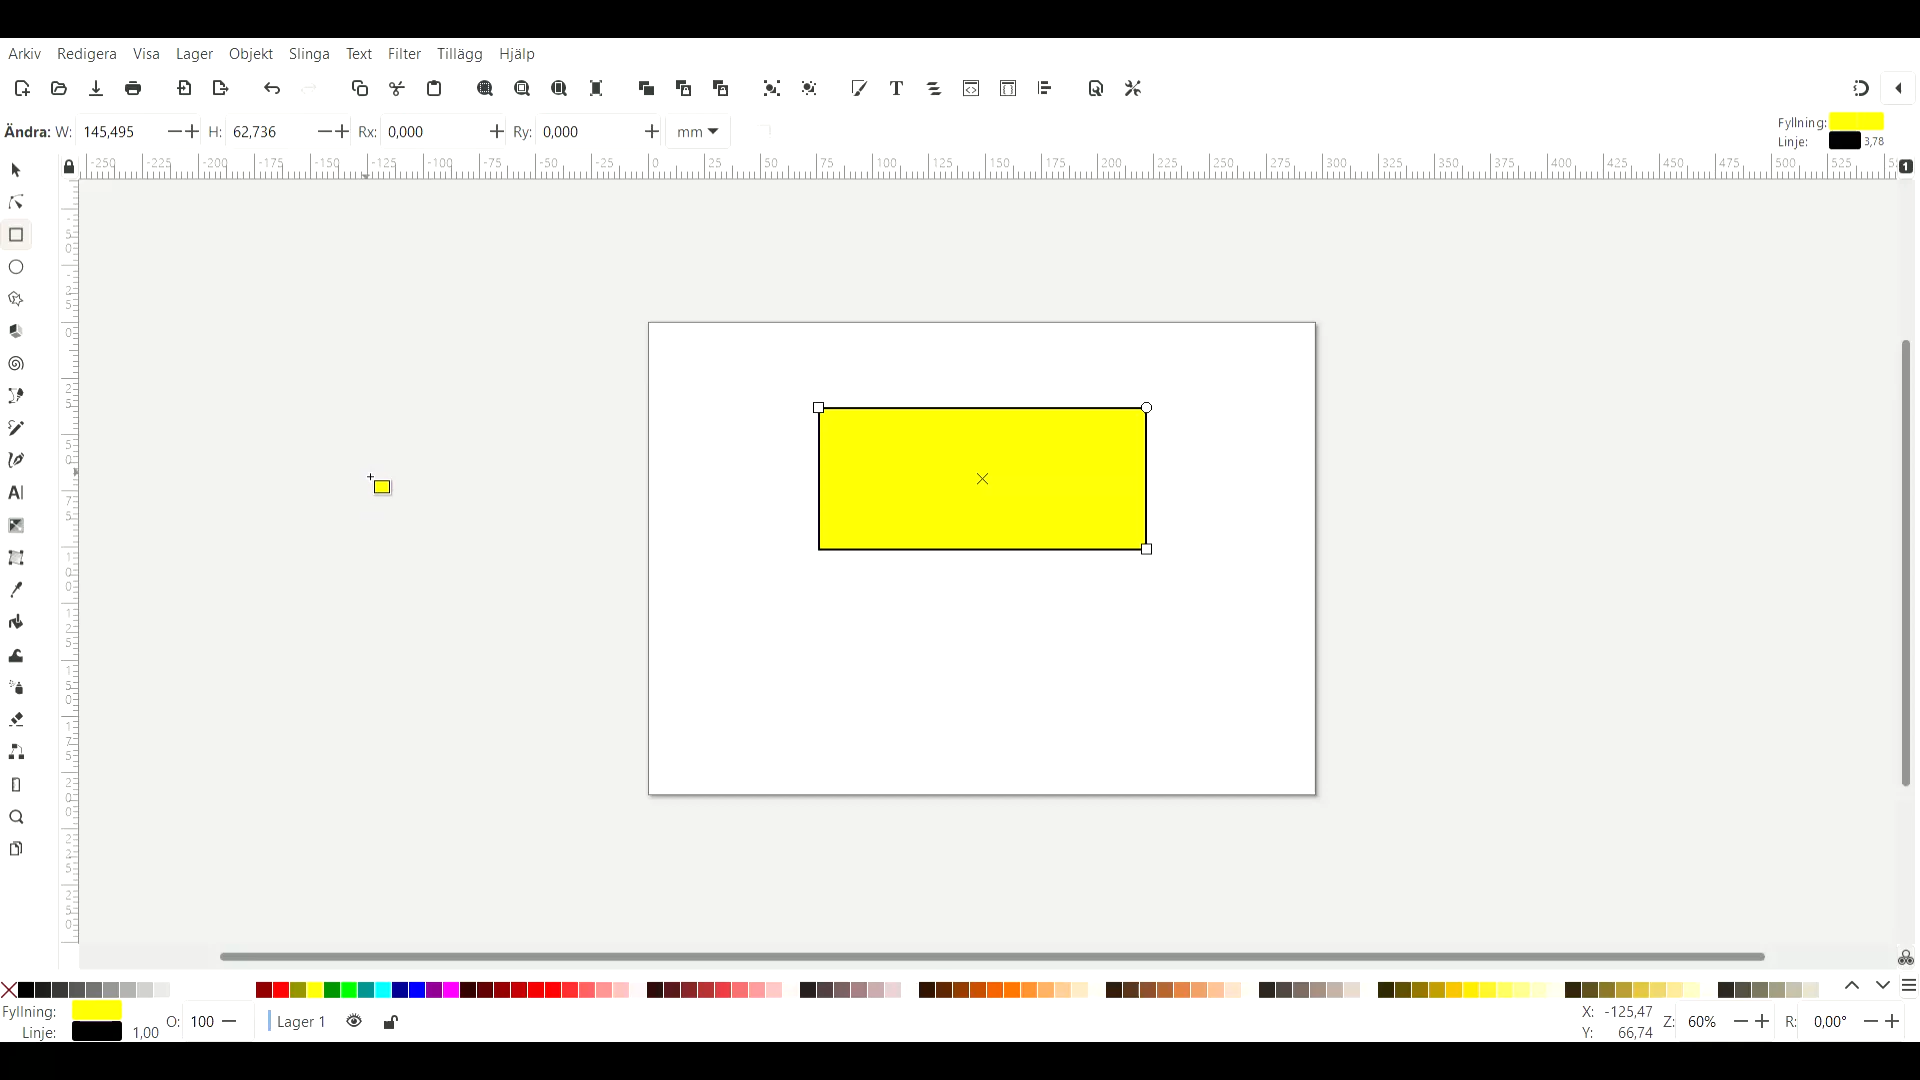 Arkiv Redigera Visa Lager Objekt Slinga Text Filter Tillägg Hjälp
Ändra: W: 145,495 H: 62,736 Rx: 0,000 Ry: 0,000 mm
Fyllning:
Linje: 3,78
-250 -225 -200 -175 -150 -125 -100 -75 -50 -25 0 25 50 75 100 125 150 175 200 225 250 275 300 325 350 375 400 425 450 475 500 525
1
Fyllning:
Linje: 1,00
O: 100
Lager 1
X: -125,47
Y: 66,74
Z: 60%
R: 0,00°